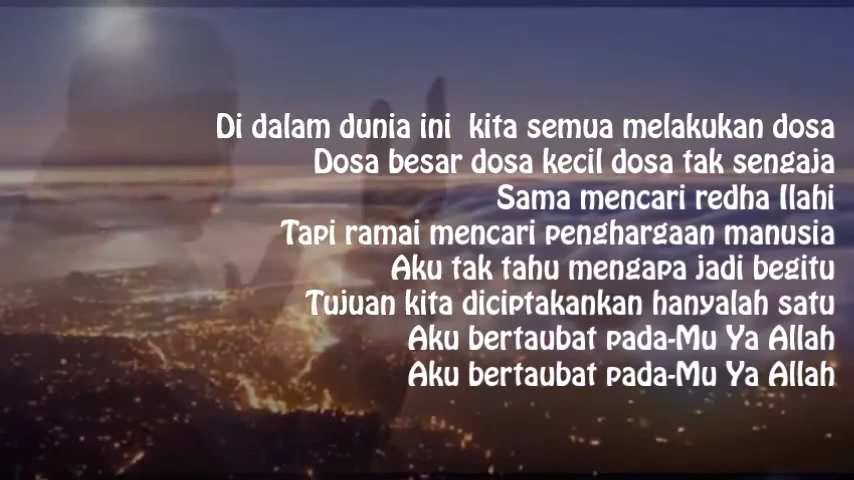 Di dalam dunia ini kita semua melakukan dosa
Dosa besar dosa kecil dosa tak sengaja
Sama mencari redha Ilahi
Tapi ramai mencari penghargaan manusia
Aku tak tahu mengapa jadi begitu
Tujuan kita diciptakankan hanyalah satu
Aku bertaubat pada-Mu Ya Allah
Aku bertaubat pada-Mu Ya Allah